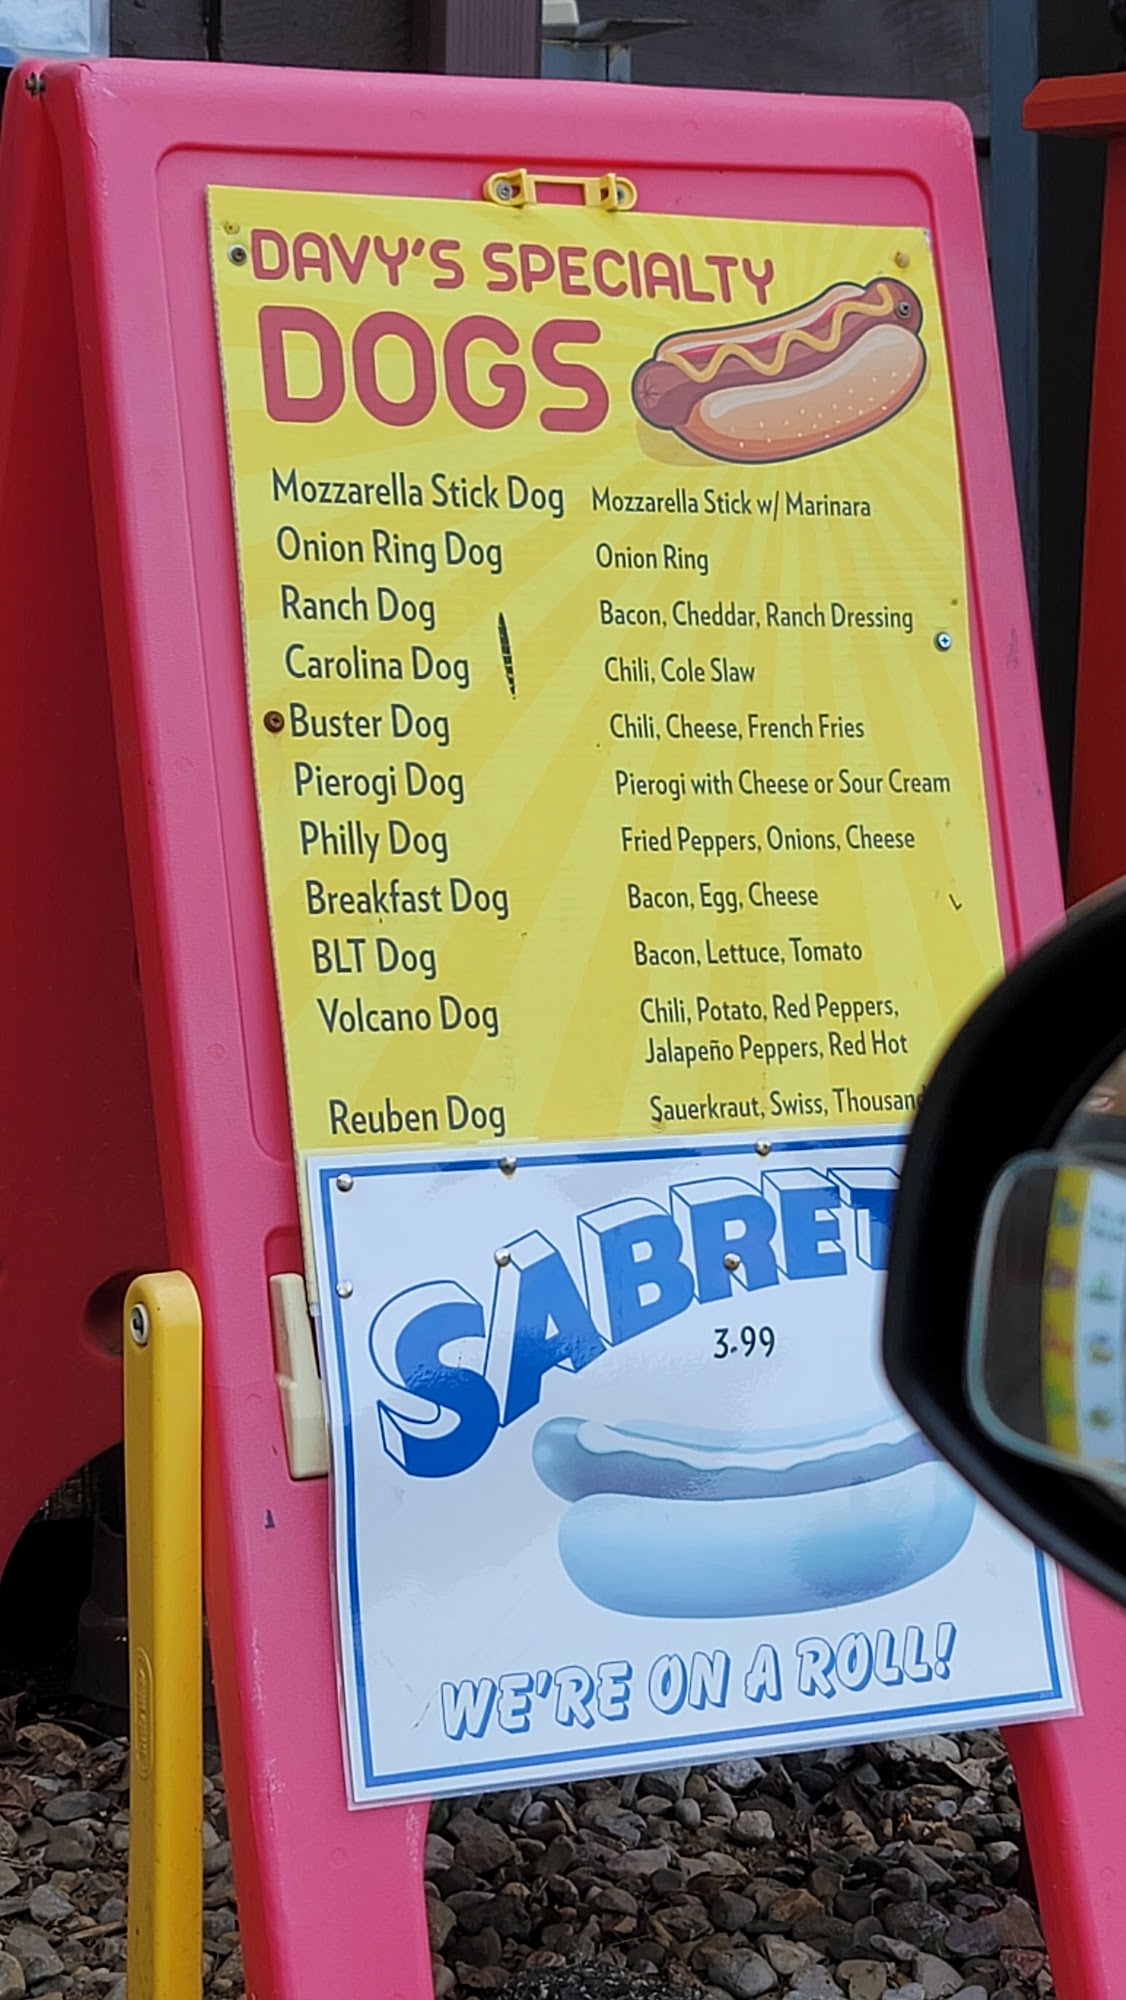 DAVY'S SPECIALTY
DOGS
Mozzarella Stick Dog Mozzarella Stick w/ Marinara
Onion Ring Dog Onion Ring
Ranch Dog Bacon, Cheddar, Ranch Dressing
Carolina Dog Chili, Cole Slaw
Buster Dog Chili, Cheese, French Fries
Pierogi Dog Pierogi with Cheese or Sour Cream
Philly Dog Fried Peppers, Onions, Cheese
Breakfast Dog Bacon, Egg, Cheese
BLT Dog Bacon, Lettuce, Tomato
Volcano Dog Chili, Potato, Red Peppers,
Jalapeño Peppers, Red Hot
Reuben Dog Sauerkraut, Swiss, Thousand
SABRET
3.99
WE'RE ON A ROLL!